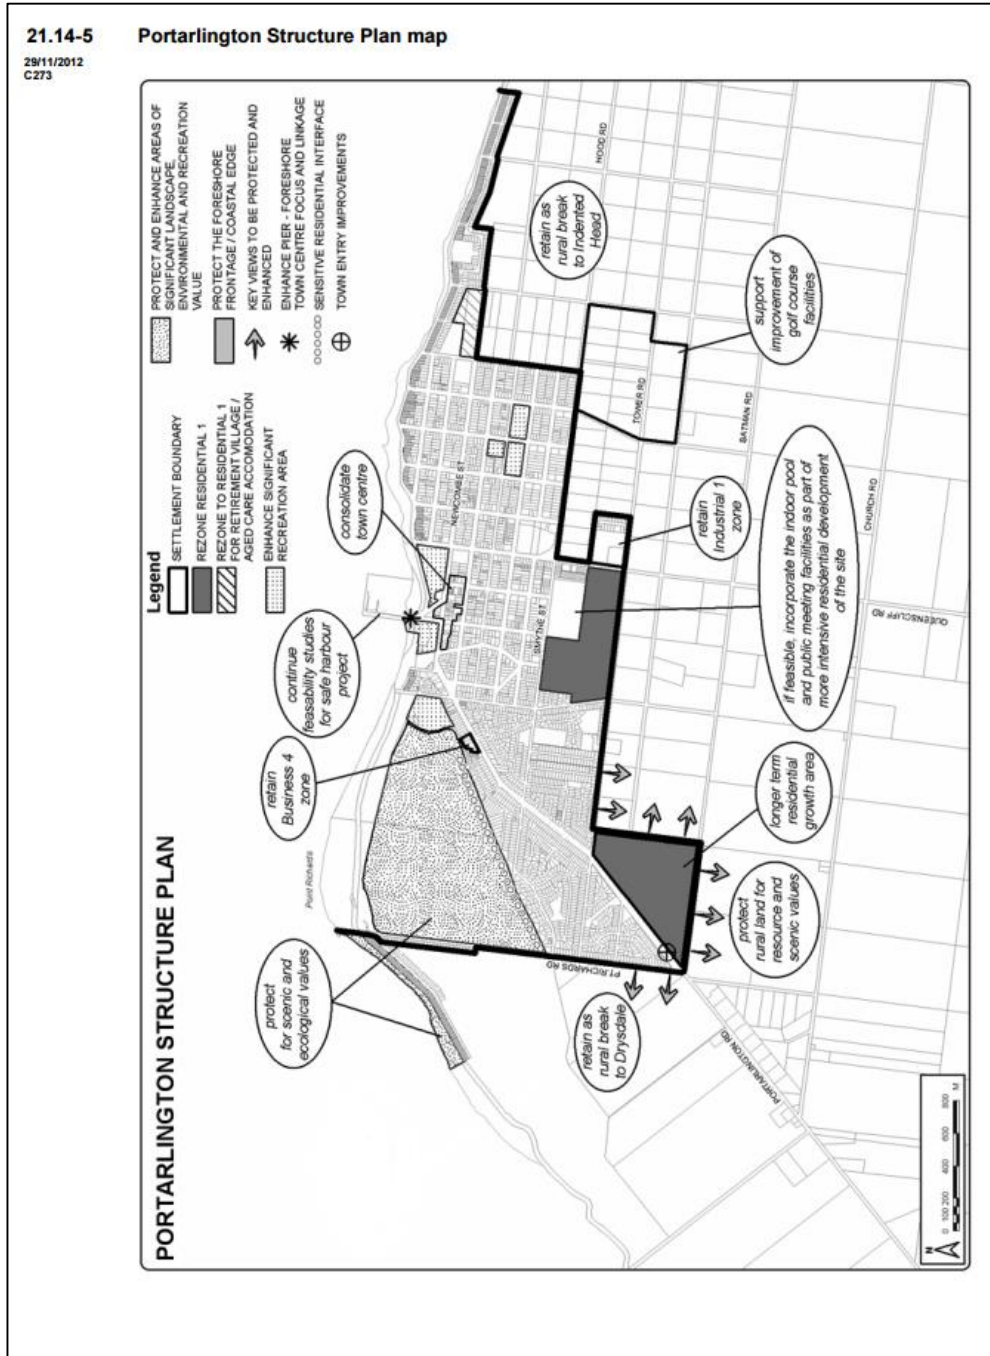 21.14-5 Portarlington Structure Plan map
29/11/2012
C273
PORTARLINGTON STRUCTURE PLAN
Legend
SETTLEMENT BOUNDARY
REZONE RESIDENTIAL 1
REZONE TO RESIDENTIAL 1
FOR RETIREMENT VILLAGE /
AGED CARE ACCOMODATION
ENHANCE SIGNIFICANT
RECREATION AREA
PROTECT AND ENHANCE AREAS OF
SIGNIFICANT LANDSCAPE,
ENVIRONMENTAL AND RECREATION
VALUE
PROTECT THE FORESHORE
FRONTAGE / COASTAL EDGE
KEY VIEWS TO BE PROTECTED AND
ENHANCED
ENHANCE PIER - FORESHORE
TOWN CENTRE FOCUS AND LINKAGE
SENSITIVE RESIDENTIAL INTERFACE
TOWN ENTRY IMPROVEMENTS
protect
for scenic and
ecological values
Point Richards
retain
Business 4
zone
continue
feasability studies
for safe harbour
project
consolidate
town centre
NEWCOMBE ST
SMYTHE ST
PT.RICHARDS RD
retain as
rural break
to Indented
Head
HOOD RD
TOWER RD
support
improvement of
golf course
facilities
BATMAN RD
retain
Industrial 1
zone
CHURCH RD
QUEENSCLIFF RD
if feasible, incorporate the indoor pool
and public meeting facilities as part of
more intensive residential development
of the site
longer term
residential
growth area
protect
rural land for
resource and
scenic values
retain as
rural break
to Drysdale
PORTARLINGTON RD
N
0 100 200 400 600 800
M